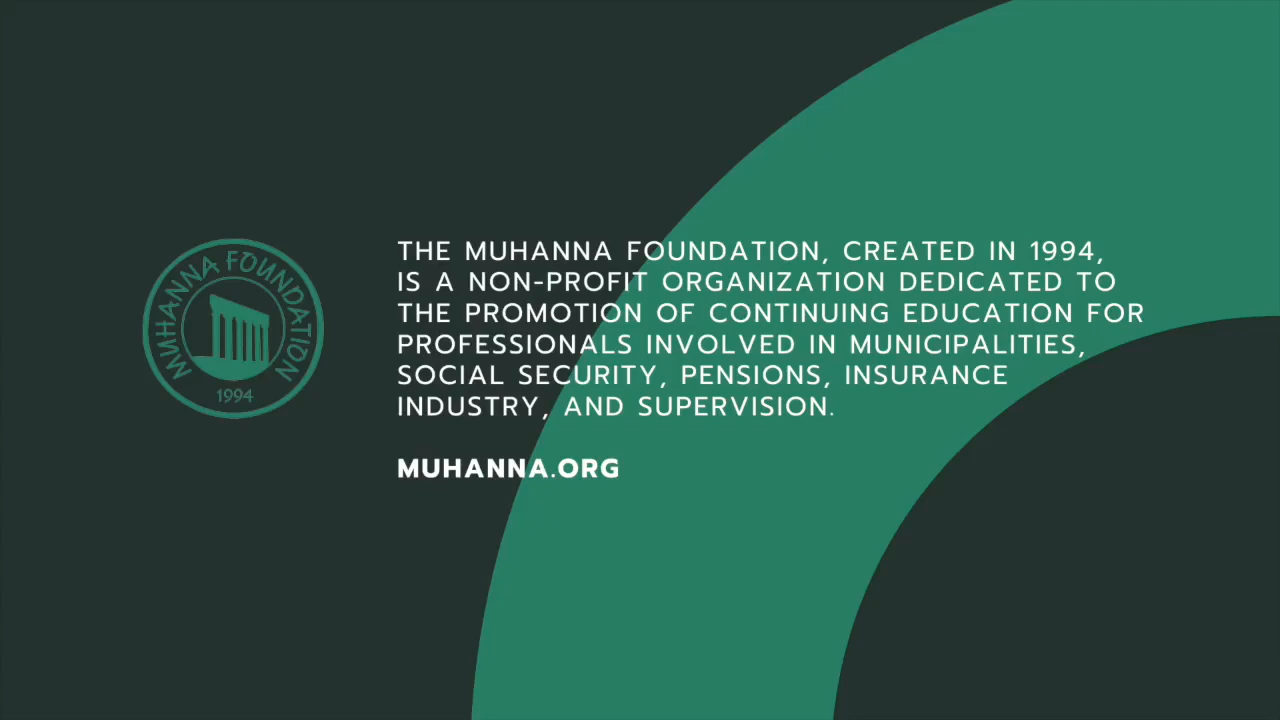 MUHANNA FOUNDATION
1994
THE MUHANNA FOUNDATION, CREATED IN 1994,
IS A NON-PROFIT ORGANIZATION DEDICATED TO
THE PROMOTION OF CONTINUING EDUCATION FOR
PROFESSIONALS INVOLVED IN MUNICIPALITIES,
SOCIAL SECURITY, PENSIONS, INSURANCE
INDUSTRY, AND SUPERVISION.
MUHANNA.ORG